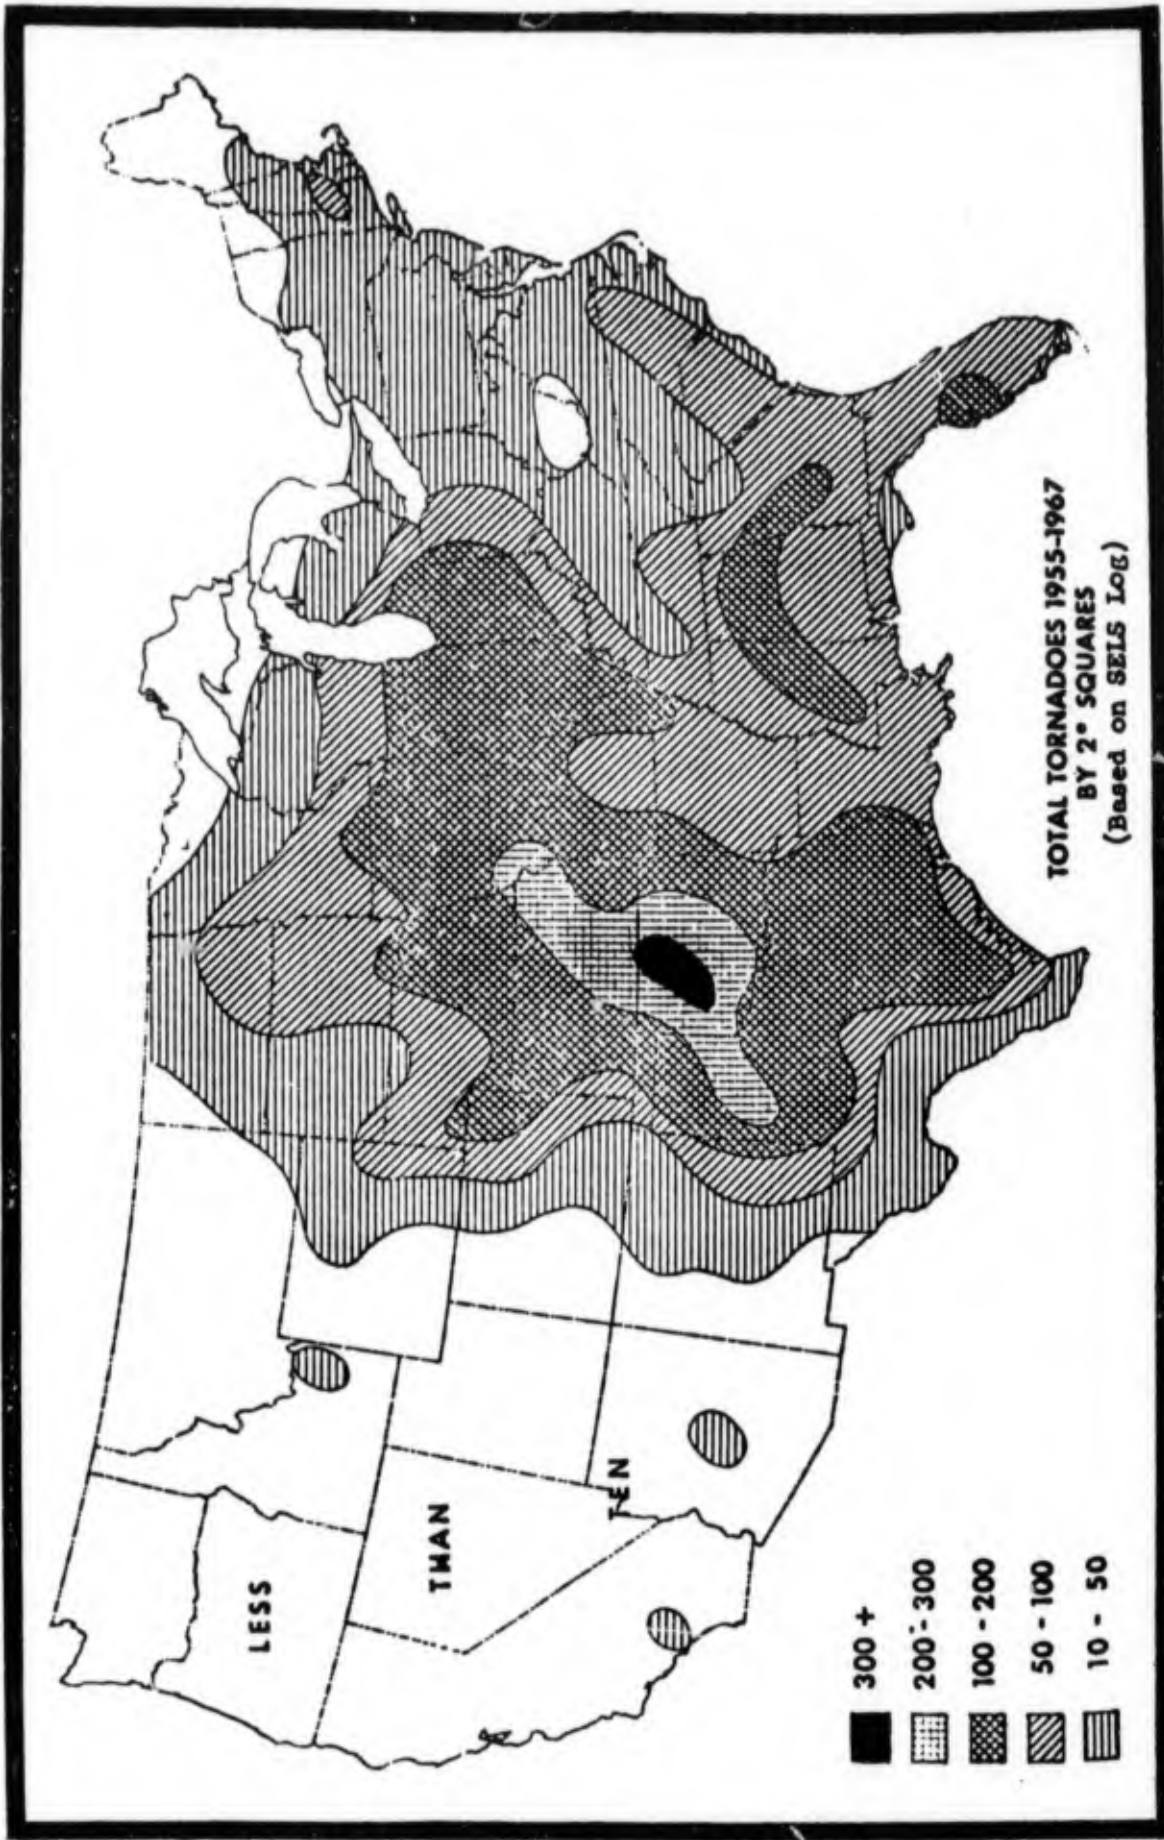 LESS
THAN
TEN
TOTAL TORNADOES 1955-1967
BY 2° SQUARES
(Based on SELS Log)
300 +
200 - 300
100 - 200
50 - 100
10 - 50